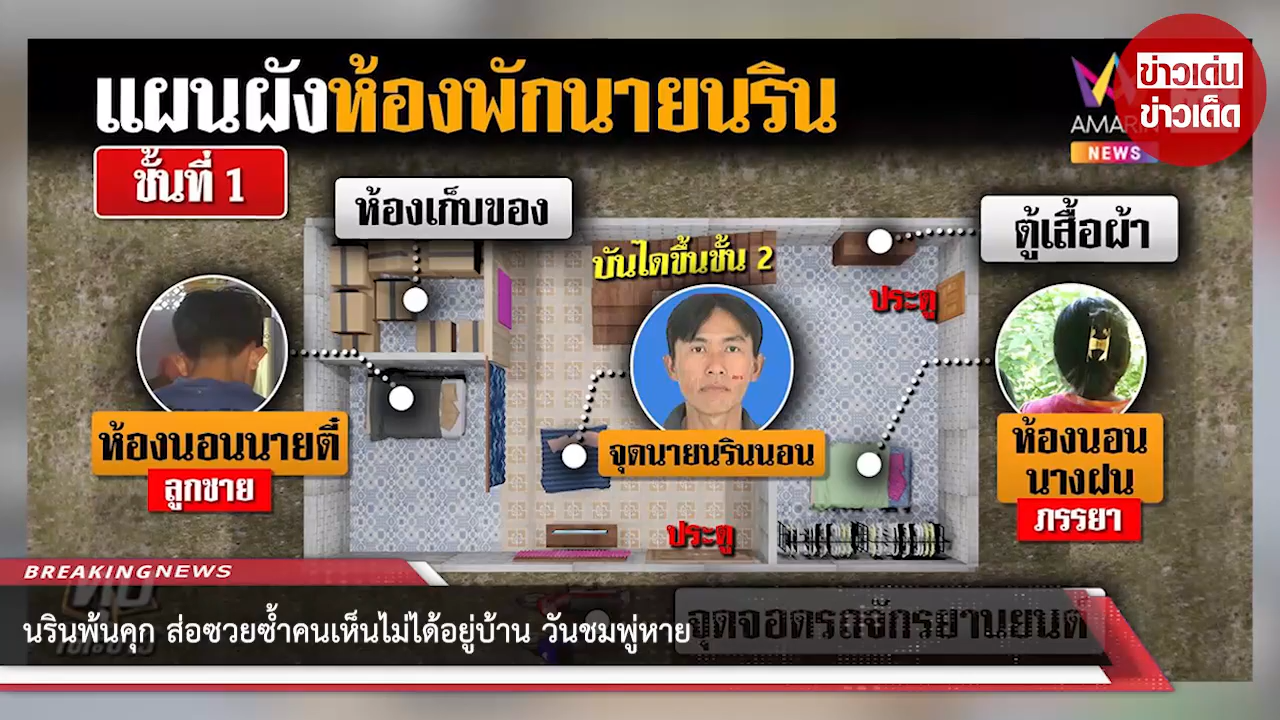 แผนผังห้องพักนายนริน
ข่าวเด่น
ข่าวเด็ด
AMARIN
NEWS
ชั้นที่ 1
ห้องเก็บของ
ตู้เสื้อผ้า
บันไดขึ้นชั้น 2
ประตู
ห้องนอนนายตี๋
ลูกชาย
จุดนายนรินนอน
ห้องนอน
นางฝน
ภรรยา
ประตู
BREAKING NEWS
จุดจอดรถจักรยานยนต์
นรินพ้นคุก ส่อซวยซ้ำคนเห็นไม่ได้อยู่บ้าน วันชมพู่หาย